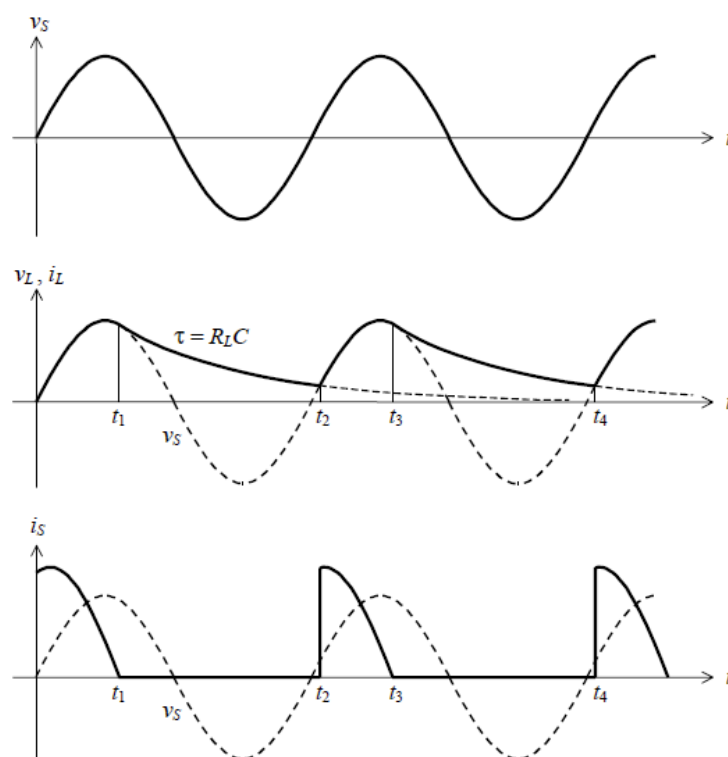 v_S
t
v_L , i_L
τ = R_LC
t_1
v_S
t_2
t_3
t_4
t
i_S
t_1
v_S
t_2
t_3
t_4
t